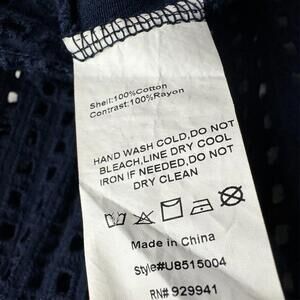 Shell:100%Cotton
Contrast:100%Rayon
HAND WASH COLD,DO NOT
BLEACH,LINE DRY COOL
IRON IF NEEDED,DO NOT
DRY CLEAN
Made in China
Style#U8515004
RN# 929941